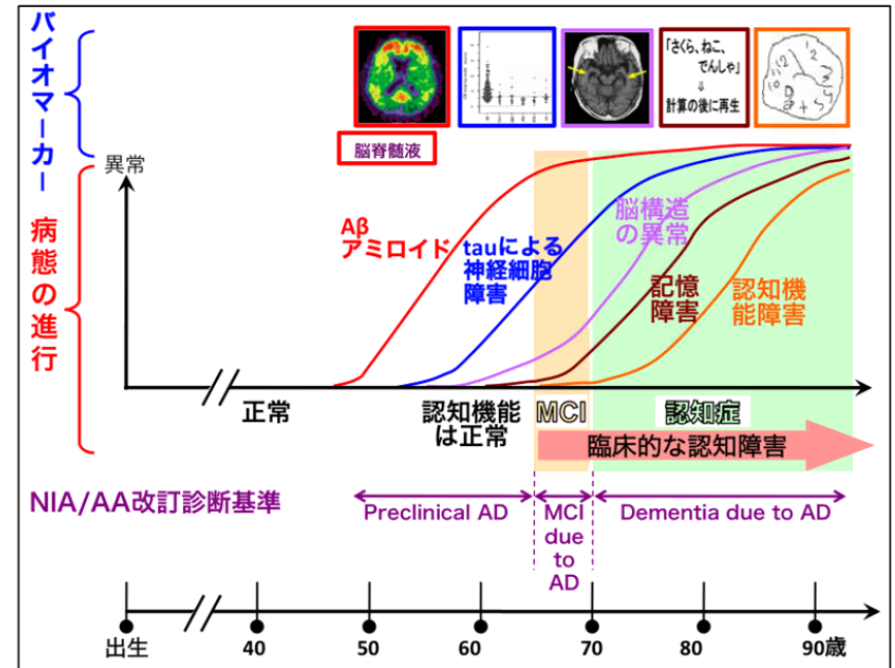 バイオマーカー
「さくら、ねこ、
でんしゃ」
⇓
計算の後に再生
脳脊髄液
異常
病態の進行
Aβ
アミロイド
tauによる
神経細胞
障害
脳構造
の異常
記憶
障害
認知機
能障害
正常
認知機能
は正常
MCI
認知症
臨床的な認知障害
NIA/AA改訂診断基準
Preclinical AD
MCI
due
to
AD
Dementia due to AD
出生
40
50
60
70
80
90歳